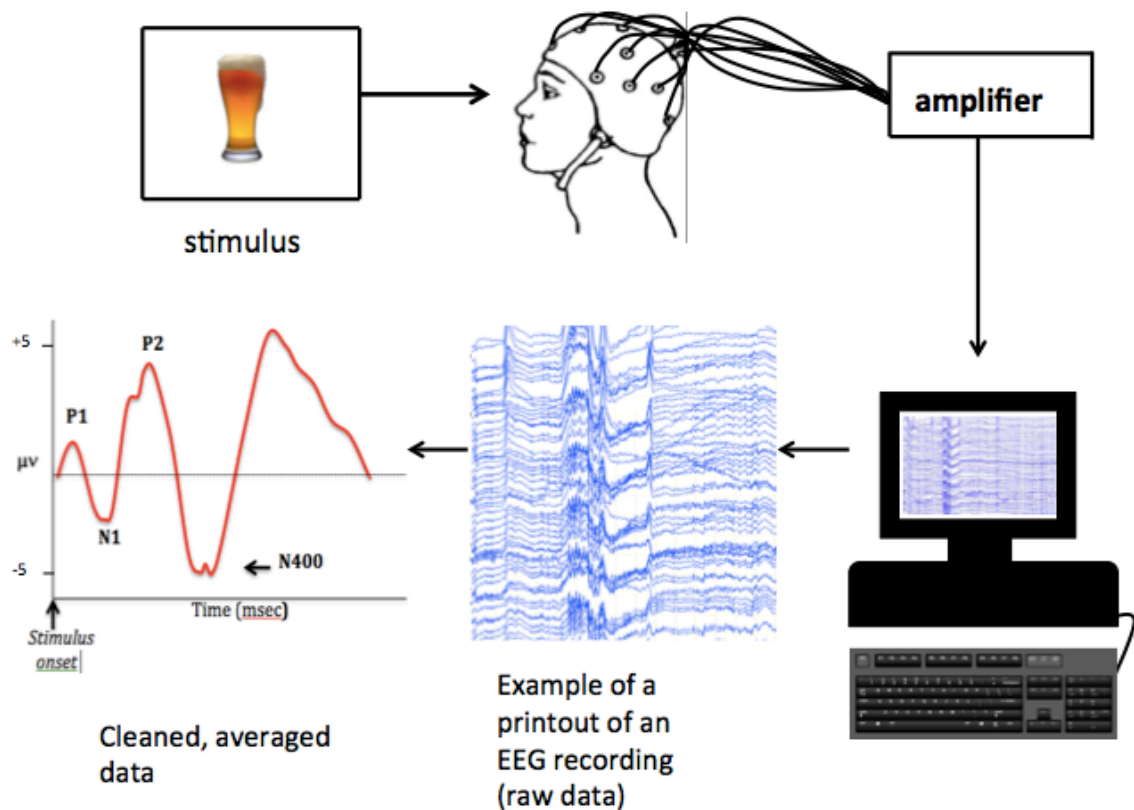 amplifier
stimulus
+5
P2
P1
μv
N1
N400
-5
Time (msec)
Stimulus
onset
Cleaned, averaged
data
Example of a
printout of an
EEG recording
(raw data)